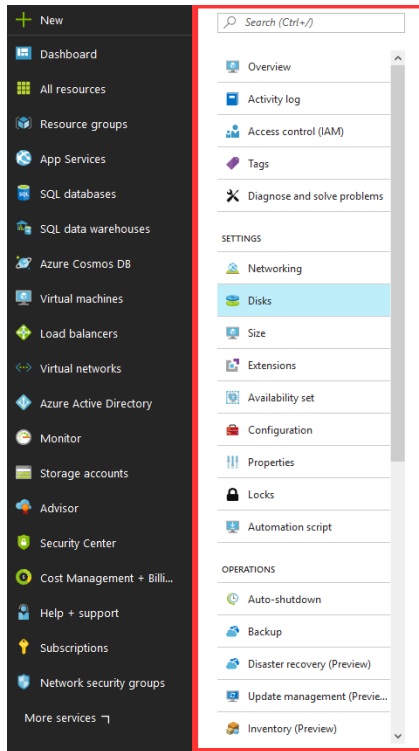 New
Dashboard
All resources
Resource groups
App Services
SQL databases
SQL data warehouses
Azure Cosmos DB
Virtual machines
Load balancers
Virtual networks
Azure Active Directory
Monitor
Storage accounts
Advisor
Security Center
Cost Management + Billi...
Help + support
Subscriptions
Network security groups
More services
Search (Ctrl+/)
Overview
Activity log
Access control (IAM)
Tags
Diagnose and solve problems
SETTINGS
Networking
Disks
Size
Extensions
Availability set
Configuration
Properties
Locks
Automation script
OPERATIONS
Auto-shutdown
Backup
Disaster recovery (Preview)
Update management (Previe...
Inventory (Preview)